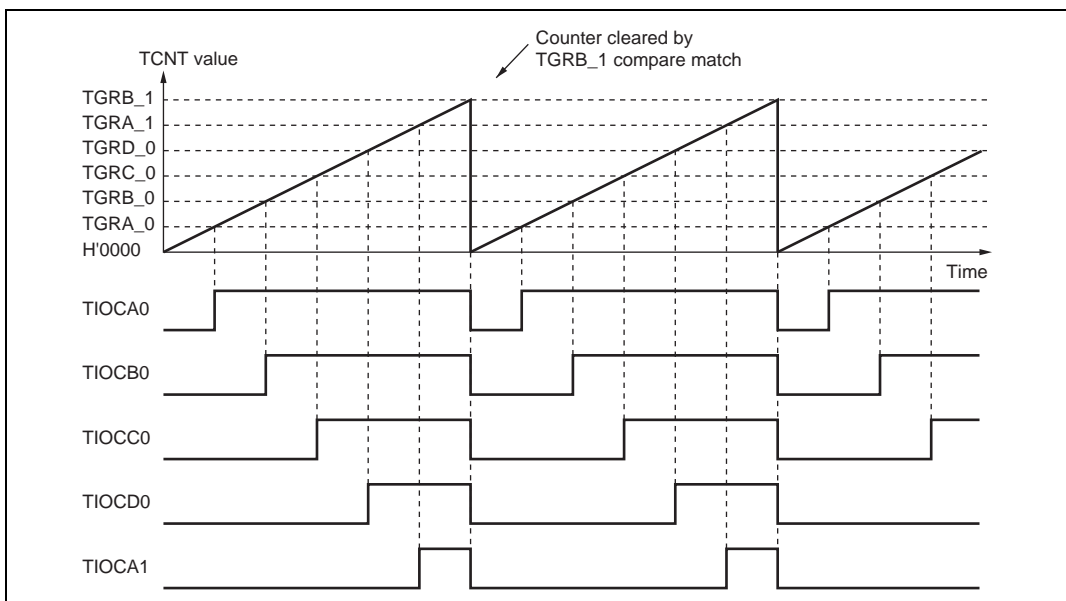 Counter cleared by
TGRB_1 compare match
TCNT value
TGRB_1
TGRA_1
TGRD_0
TGRC_0
TGRB_0
TGRA_0
H'0000
Time
TIOCA0
TIOCB0
TIOCC0
TIOCD0
TIOCA1